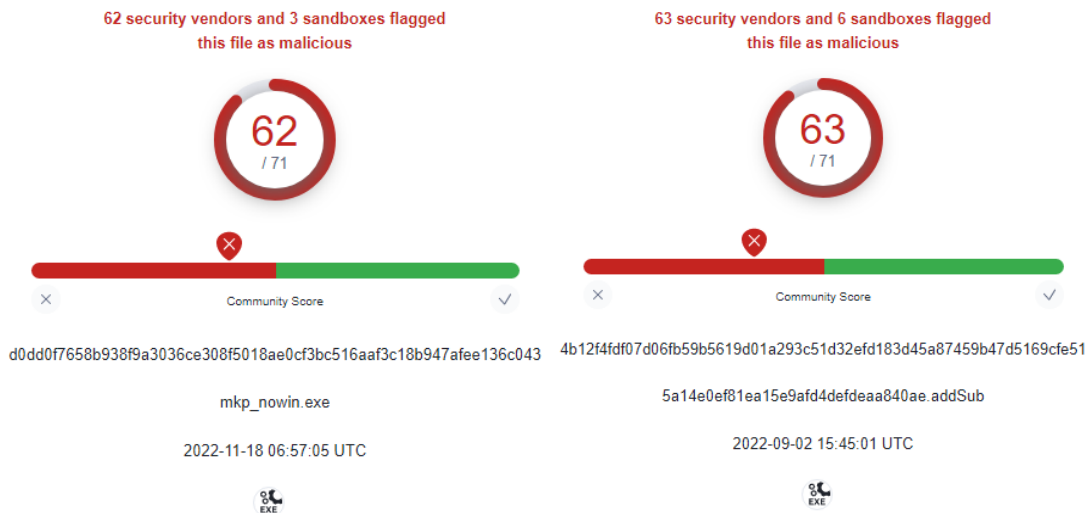 62 security vendors and 3 sandboxes flagged
this file as malicious
62
/ 71
Community Score
d0dd0f7658b938f9a3036ce308f5018ae0cf3bc516aaf3c18b947afee136c043
mkp_nowin.exe
2022-11-18 06:57:05 UTC
EXE
63 security vendors and 6 sandboxes flagged
this file as malicious
63
/ 71
Community Score
4b12f4fdf07d06fb59b5619d01a293c51d32efd183d45a87459b47d5169cfe51
5a14e0ef81ea15e9afd4defdeaa840ae.addSub
2022-09-02 15:45:01 UTC
EXE